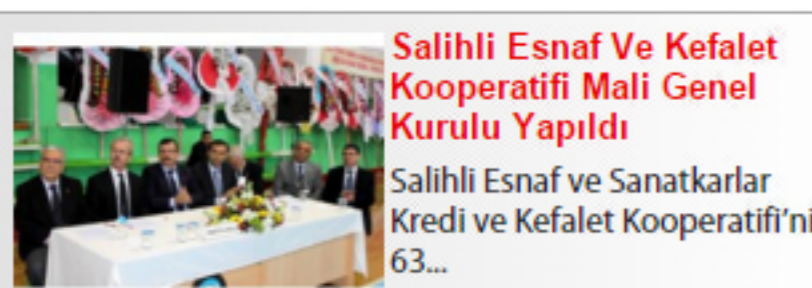 Salihli Esnaf Ve Kefalet
Kooperatifi Mali Genel
Kurulu Yapıldı
Salihli Esnaf ve Sanatkarlar
Kredi ve Kefalet Kooperatifi’ni
63...